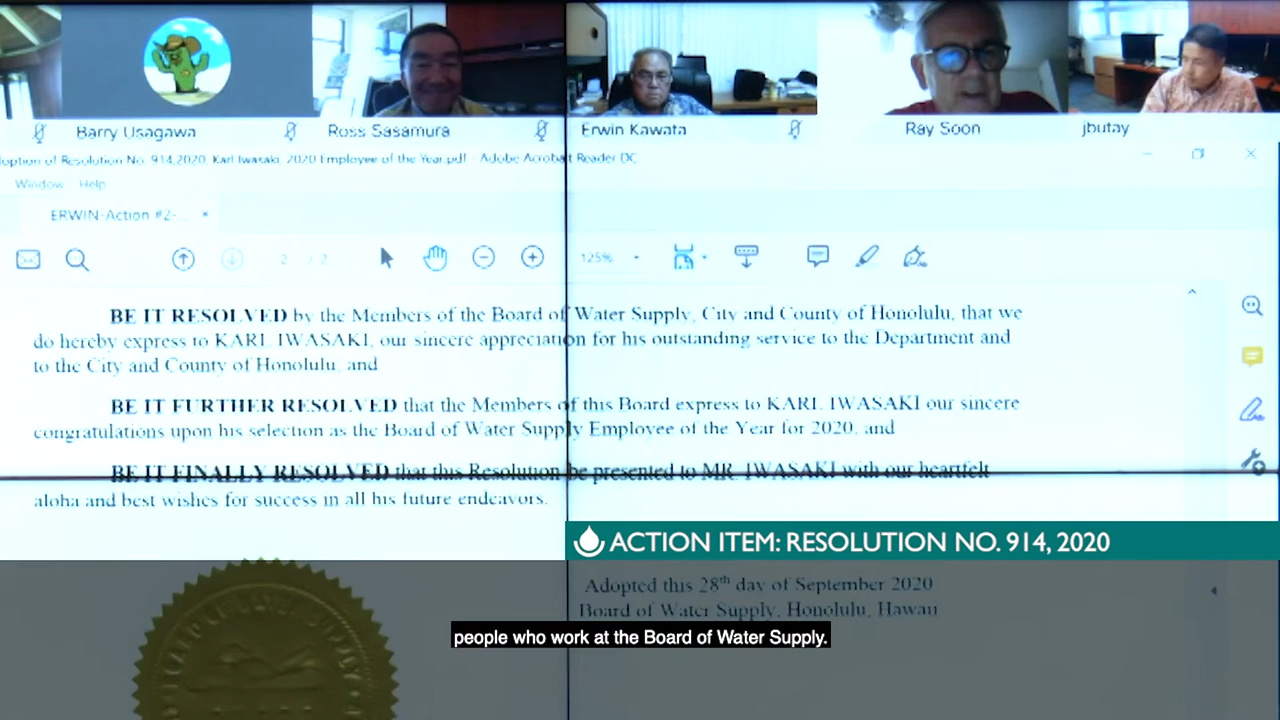 Barry Usagawa
Ross Sasamura
Erwin Kawata
Ray Soon
jbutay
option of Resolution No. 914,2020, Karl Iwasaki, 2020 Employee of the Year.pdf - Adobe Acrobat Reader DC
Window Help
ERWIN-Action #2-... ×
2 / 2
125%
BE IT RESOLVED by the Members of the Board of Water Supply, City and County of Honolulu, that we
do hereby express to KARL IWASAKI, our sincere appreciation for his outstanding service to the Department and
to the City and County of Honolulu, and
BE IT FURTHER RESOLVED that the Members of this Board express to KARL IWASAKI our sincere
congratulations upon his selection as the Board of Water Supply Employee of the Year for 2020, and
BE IT FINALLY RESOLVED that this Resolution be presented to MR. IWASAKI with our heartfelt
aloha and best wishes for success in all his future endeavors.
ACTION ITEM: RESOLUTION NO. 914, 2020
Adopted this 28th day of September 2020
Board of Water Supply, Honolulu, Hawaii
people who work at the Board of Water Supply.